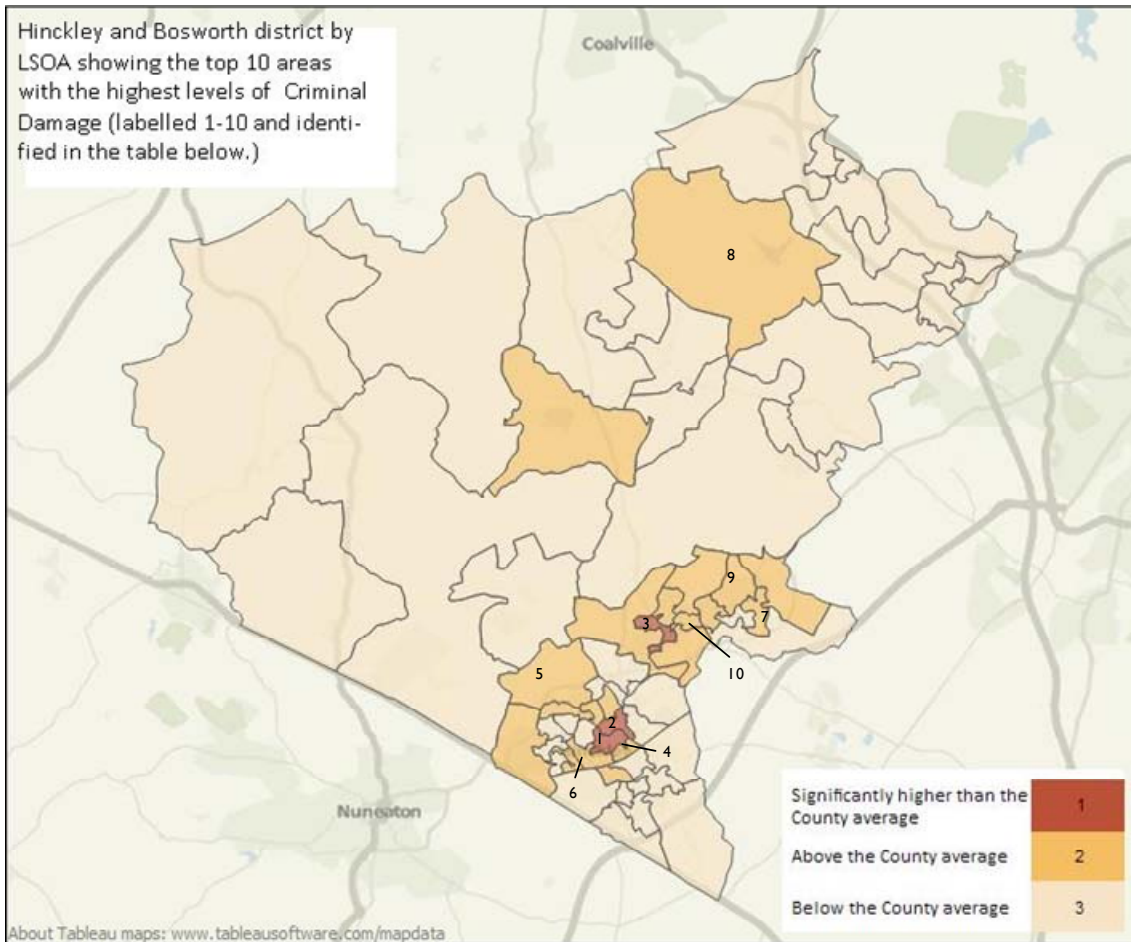 Hinckley and Bosworth district by
LSOA showing the top 10 areas
with the highest levels of Criminal
Damage (labelled 1-10 and identi-
fied in the table below.)
Coalville
8
9
3
7
10
5
2
1
4
6
Nuneaton
Significantly higher than the
County average
1
Above the County average
2
Below the County average
3
About Tableau maps: www.tableausoftware.com/mapdata